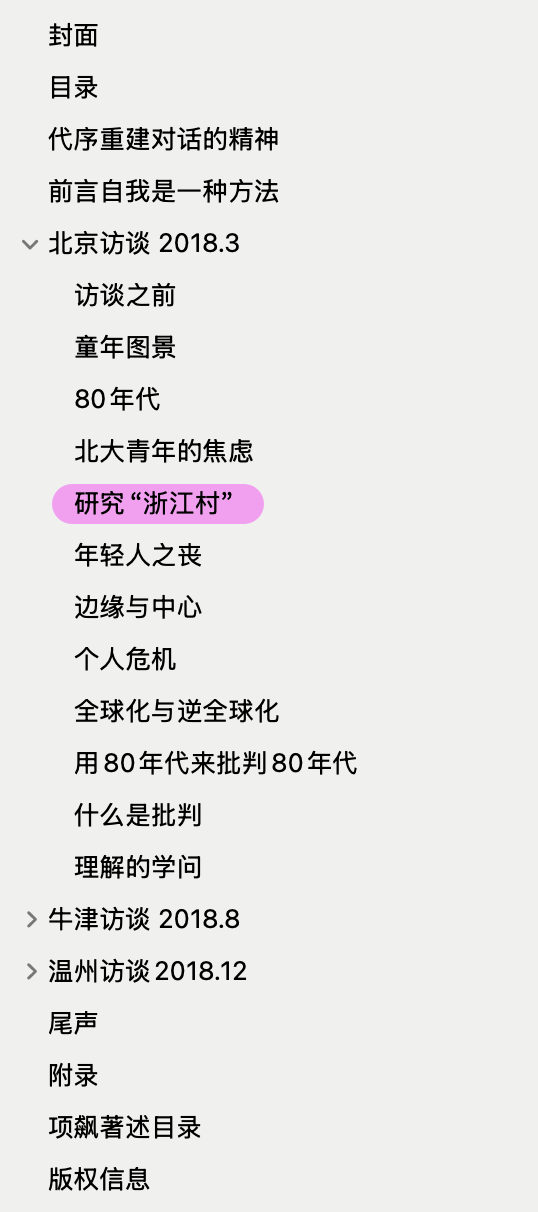 封面
目录
代序重建对话的精神
前言自我是一种方法
北京访谈 2018.3
访谈之前
童年图景
80年代
北大青年的焦虑
研究“浙江村”
年轻人之丧
边缘与中心
个人危机
全球化与逆全球化
用80年代来批判80年代
什么是批判
理解的学问
牛津访谈 2018.8
温州访谈2018.12
尾声
附录
项飙著述目录
版权信息